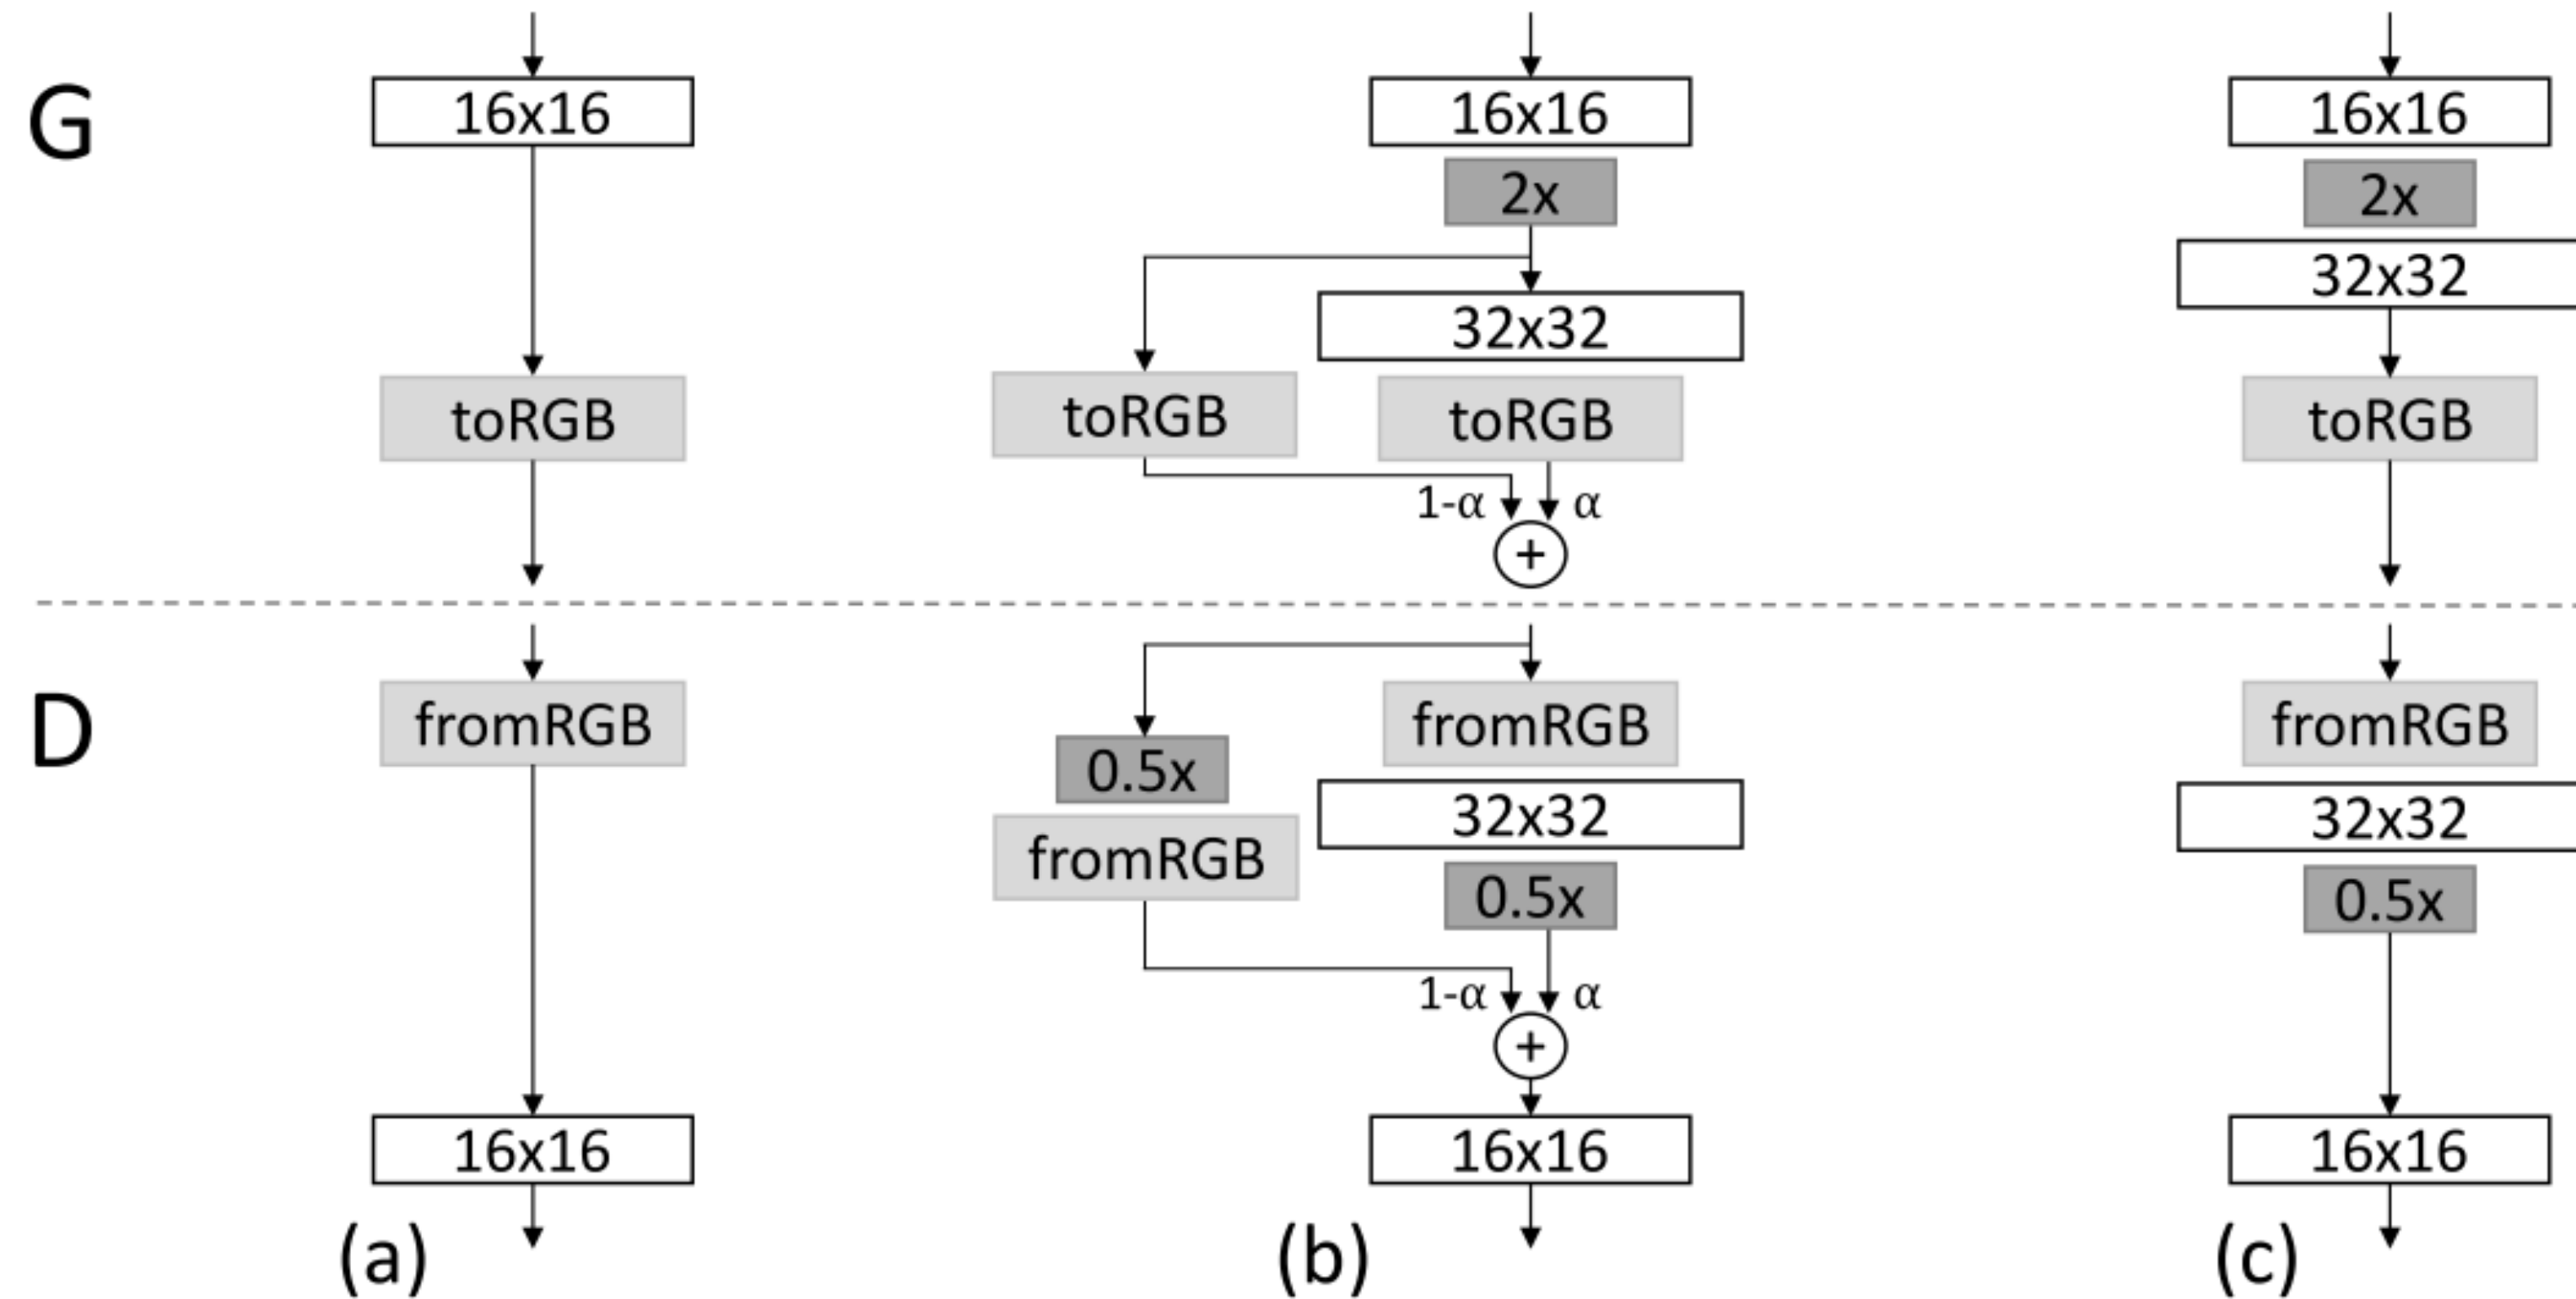 G
16x16
toRGB
16x16
2x
32x32
toRGB
toRGB
1-α
α
+
16x16
2x
32x32
toRGB
D
fromRGB
16x16
fromRGB
0.5x
32x32
fromRGB
0.5x
1-α
α
+
16x16
fromRGB
32x32
0.5x
16x16
(a)
(b)
(c)